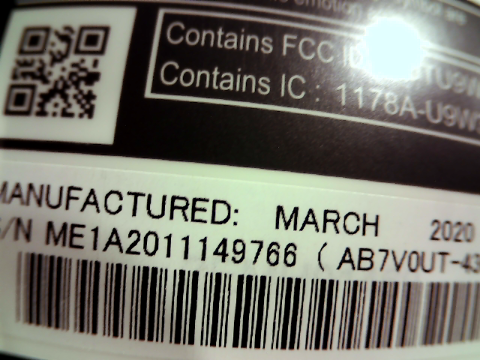 Contains FCC
Contains IC : 1178A-U9W
MANUFACTURED: MARCH 2020
S/N ME1A2011149766 ( AB7V0UT-43